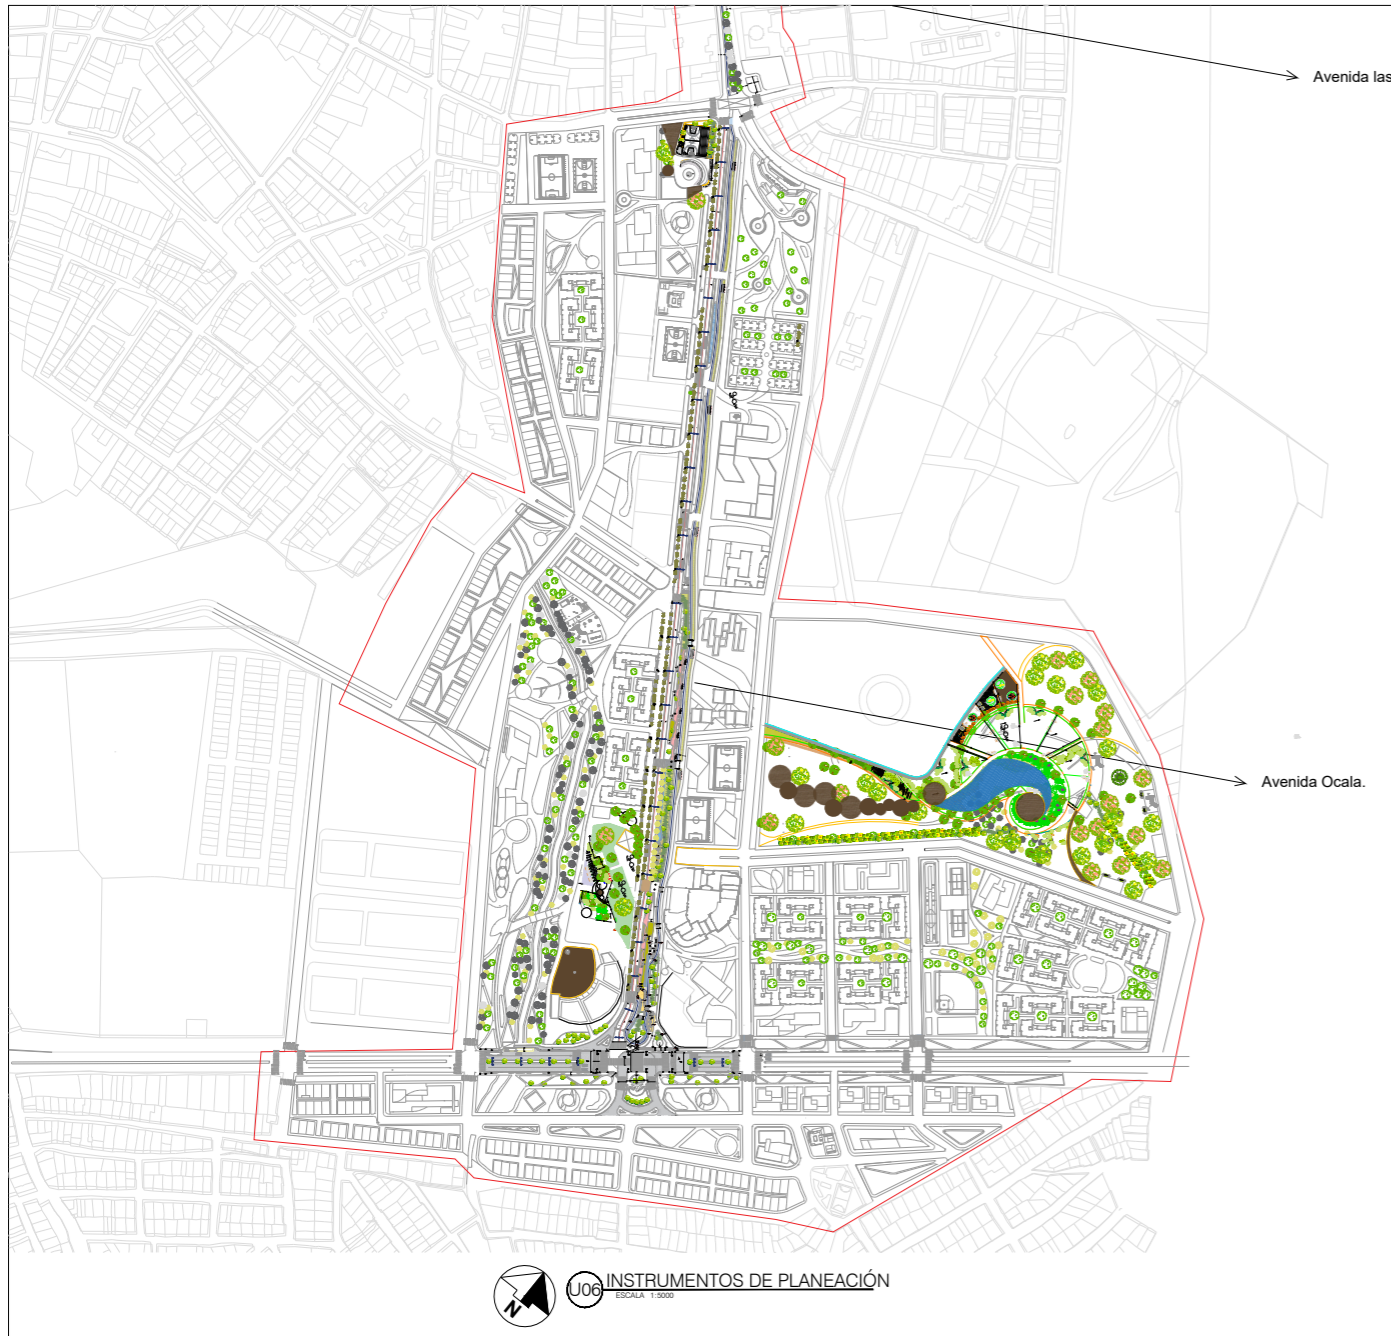 Avenida las
Avenida Ocala.
INSTRUMENTOS DE PLANEACIÓN
U06
ESCALA 1:5000
N